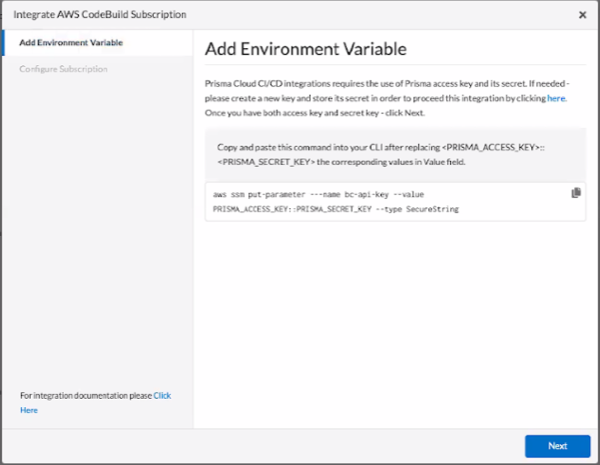 Integrate AWS CodeBuild Subscription
Add Environment Variable
Configure Subscription
Add Environment Variable
Prisma Cloud CI/CD integrations requires the use of Prisma access key and its secret. If needed -
please create a new key and store its secret in order to proceed this integration by clicking here.
Once you have both access key and secret key - click Next.
Copy and paste this command into your CLI after replacing <PRISMA_ACCESS_KEY>::
<PRISMA_SECRET_KEY> the corresponding values in Value field.
aws ssm put-parameter ---name bc-api-key --value
PRISMA_ACCESS_KEY::PRISMA_SECRET_KEY --type SecureString
For integration documentation please Click
Here
Next